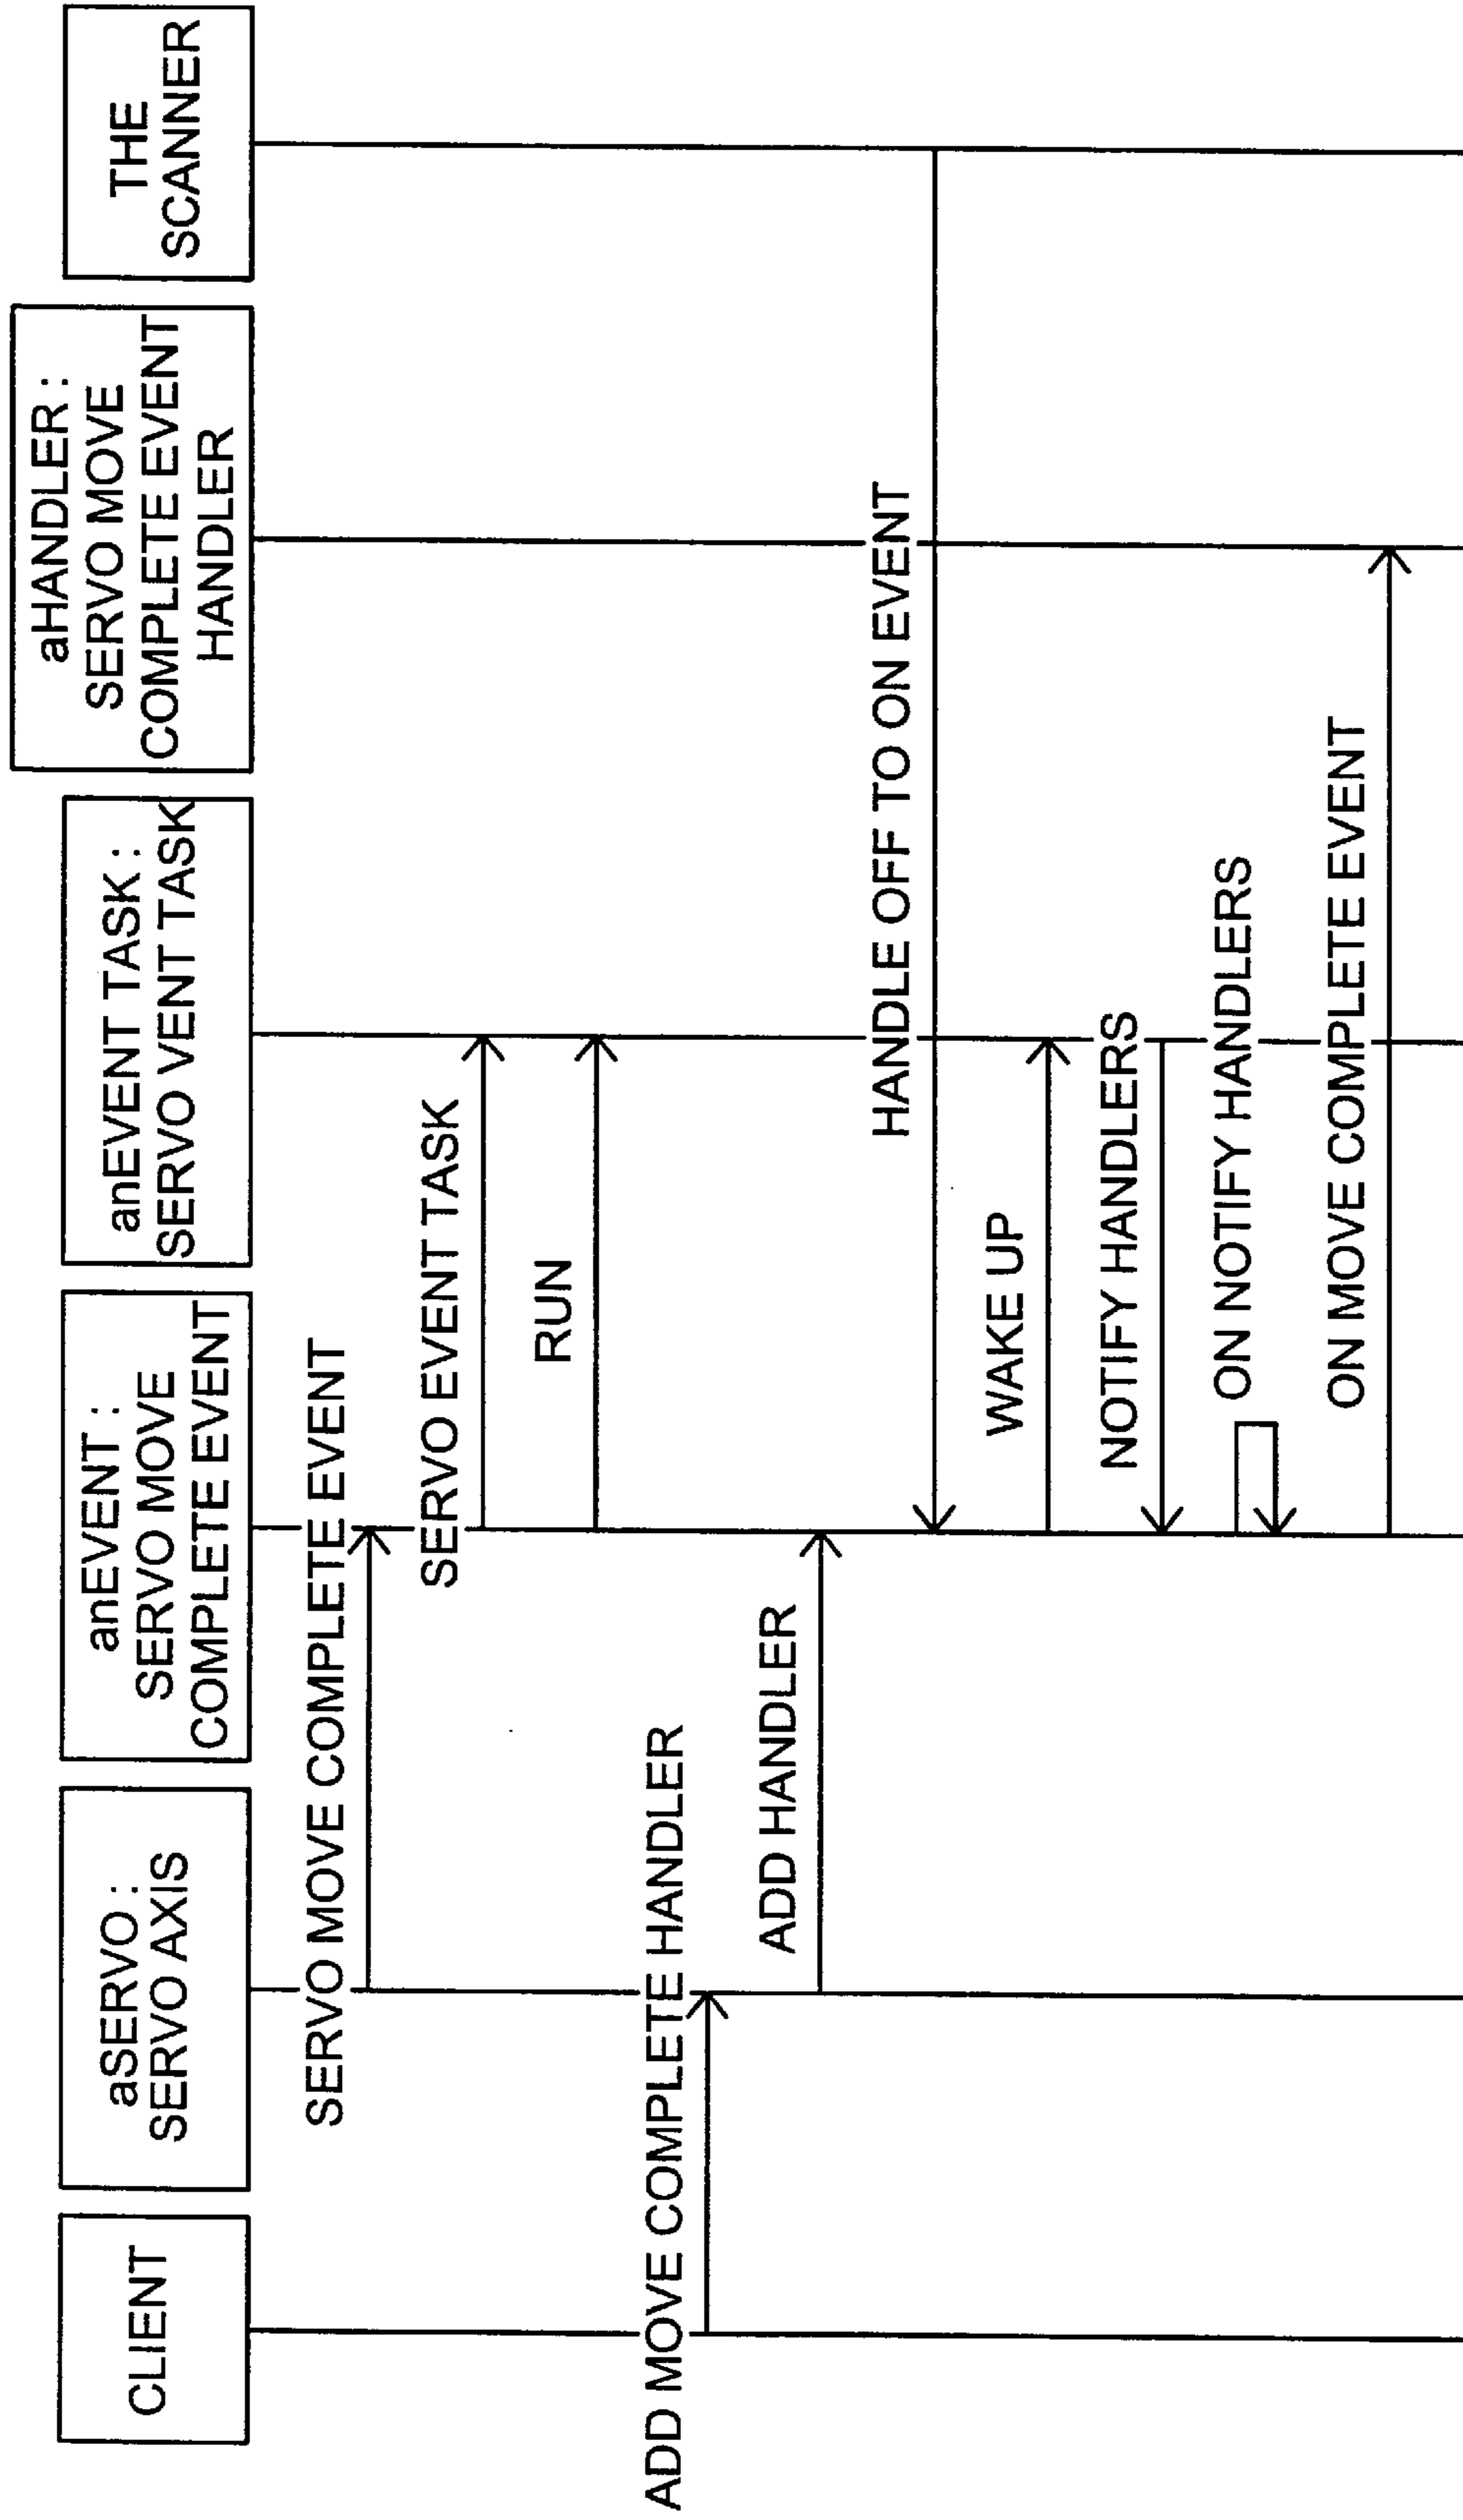 CLIENT
aSERVO :
SERVO AXIS
anEVENT :
SERVO MOVE
COMPLETE EVENT
anEVENT TASK :
SERVO VENT TASK
aHANDLER :
SERVO MOVE
COMPLETE EVENT
HANDLER
THE
SCANNER
SERVO MOVE COMPLETE EVENT
SERVO EVENT TASK
RUN
ADD MOVE COMPLETE HANDLER
ADD HANDLER
HANDLE OFF TO ON EVENT
WAKE UP
NOTIFY HANDLERS
ON NOTIFY HANDLERS
ON MOVE COMPLETE EVENT